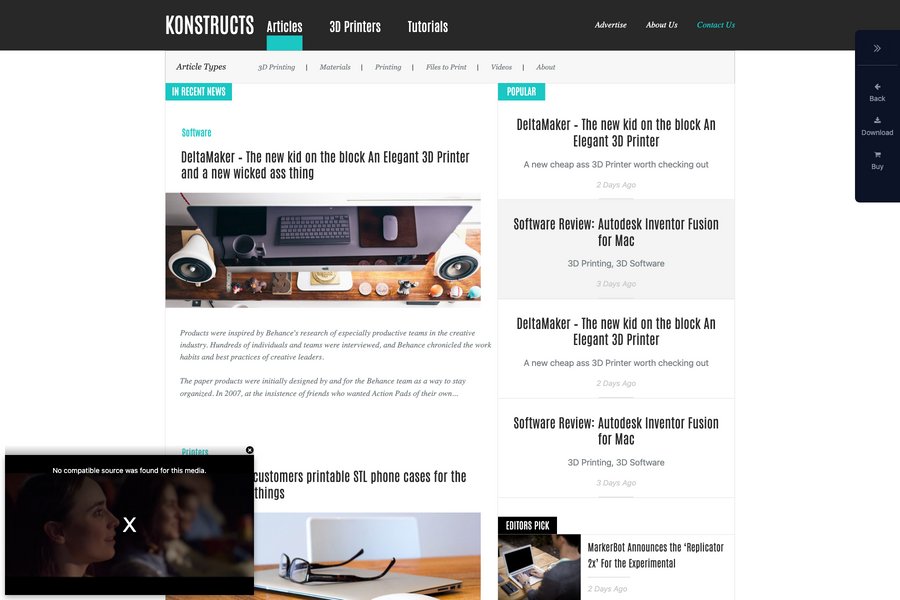 KONSTRUCTS
Articles
3D Printers
Tutorials
Advertise
About Us
Contact Us
Article Types
3D Printing | Materials | Printing | Files to Print | Videos | About
Back
Download
Buy
IN RECENT NEWS
Software
DeltaMaker - The new kid on the block An Elegant 3D Printer
and a new wicked ass thing
Products were inspired by Behance's research of especially productive teams in the creative
industry. Hundreds of individuals and teams were interviewed, and Behance chronicled the work
habits and best practices of creative leaders.
The paper products were initially designed by and for the Behance team as a way to stay
organized. In 2007, at the insistence of friends who wanted Action Pads of their own...
Printers
customers printable STL phone cases for the
things
No compatible source was found for this media.
X
POPULAR
DeltaMaker - The new kid on the block An
Elegant 3D Printer
A new cheap ass 3D Printer worth checking out
2 Days Ago
Software Review: Autodesk Inventor Fusion
for Mac
3D Printing, 3D Software
3 Days Ago
DeltaMaker - The new kid on the block An
Elegant 3D Printer
A new cheap ass 3D Printer worth checking out
2 Days Ago
Software Review: Autodesk Inventor Fusion
for Mac
3D Printing, 3D Software
3 Days Ago
EDITORS PICK
MarkerBot Announces the ‘Replicator
2x’ For the Experimental
2 Days Ago